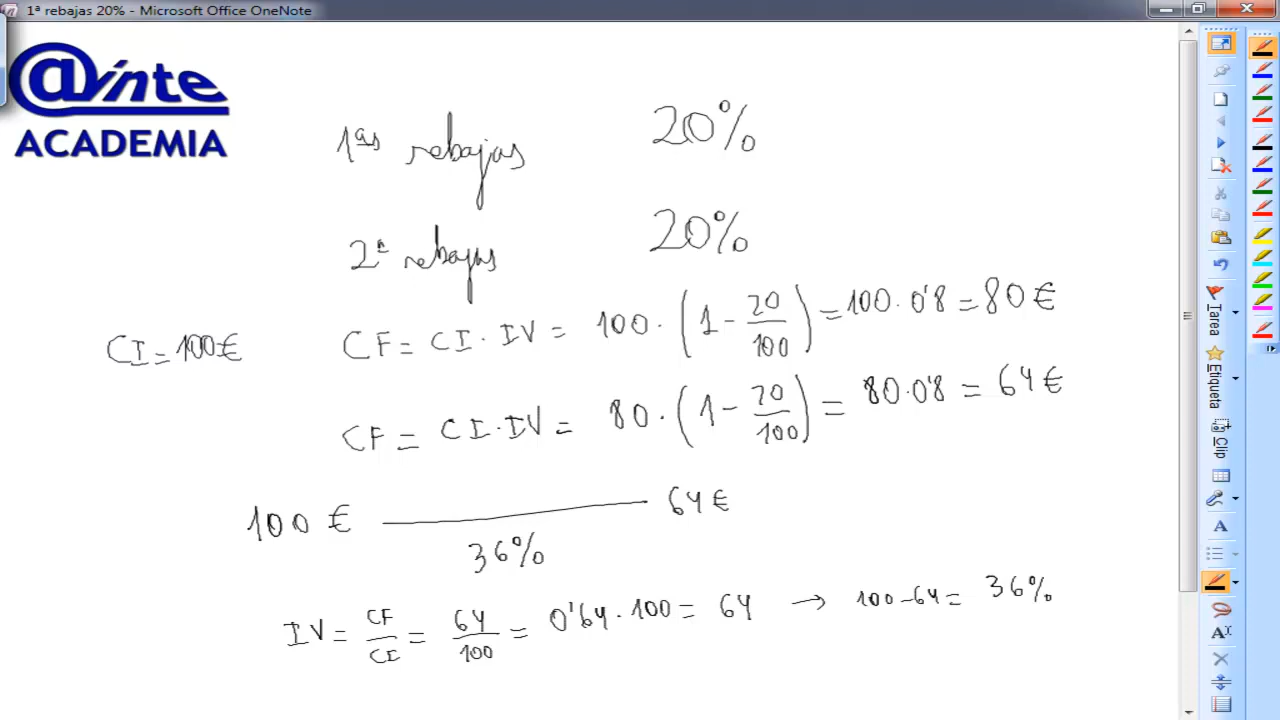 1ª rebajas 20% - Microsoft Office OneNote
@inte
ACADEMIA
1ªs rebajas 20%
2ª rebajas 20%
CI = 100€ CF = CI · IV = 100 · (1 - 20/100) = 100 · 0'8 = 80 €
CF = CI · IV = 80 · (1 - 20/100) = 80 · 0'8 = 64 €
100 € 64 €
36%
IV = CF/CI = 64/100 = 0'64 · 100 = 64 → 100 - 64 = 36%
Tarea
Etiqueta
Clip